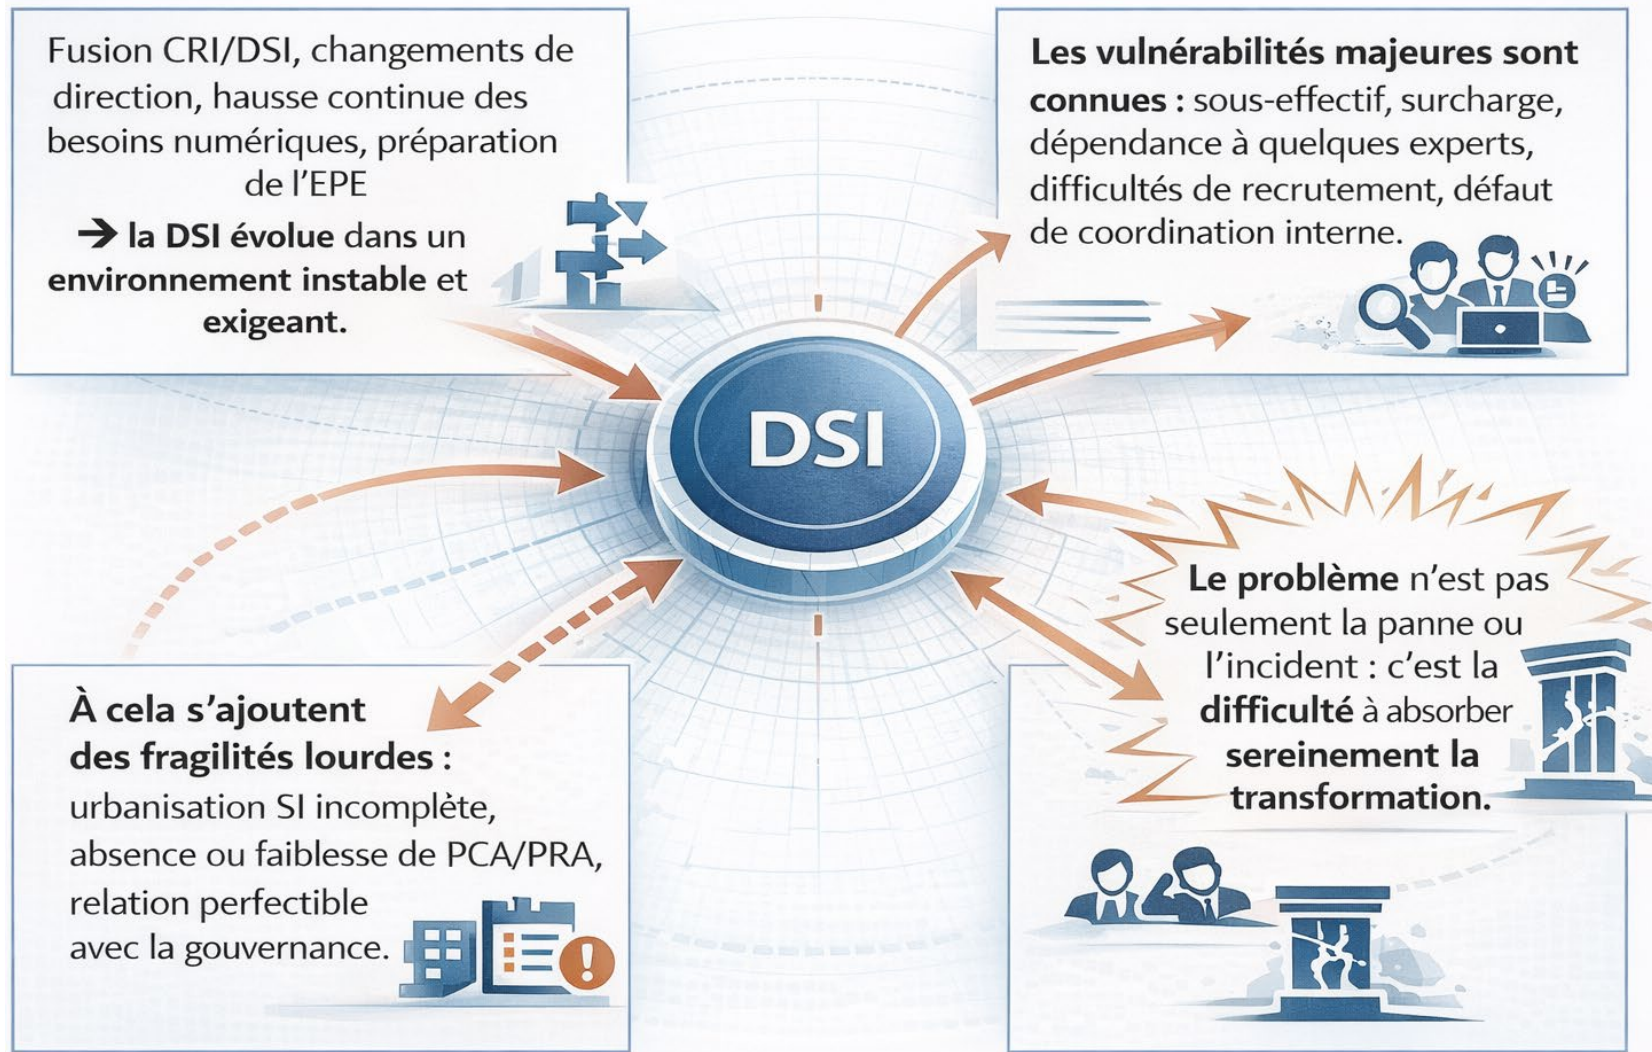 Fusion CRI/DSI, changements de
direction, hausse continue des
besoins numériques, préparation
de l'EPE
➔ la DSI évolue dans un
environnement instable et
exigeant.
Les vulnérabilités majeures sont
connues : sous-effectif, surcharge,
dépendance à quelques experts,
difficultés de recrutement, défaut
de coordination interne.
DSI
À cela s'ajoutent
des fragilités lourdes :
urbanisation SI incomplète,
absence ou faiblesse de PCA/PRA,
relation perfectible
avec la gouvernance.
Le problème n'est pas
seulement la panne ou
l'incident : c'est la
difficulté à absorber
sereinement la
transformation.